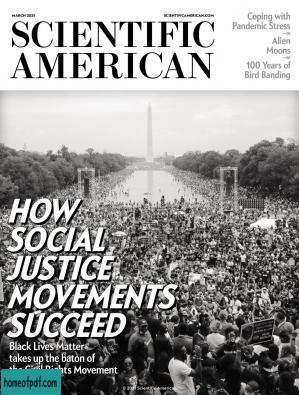 MARCH 2021
SCIENTIFICAMERICAN.COM
SCIENTIFIC
AMERICAN
Coping with
Pandemic Stress
Alien
Moons
100 Years of
Bird Banding
HOW
SOCIAL
JUSTICE
MOVEMENTS
SUCCEED
Black Lives Matter
takes up the baton of
the Civil Rights Movement
© 2021 Scientific American
homeofpdf.com